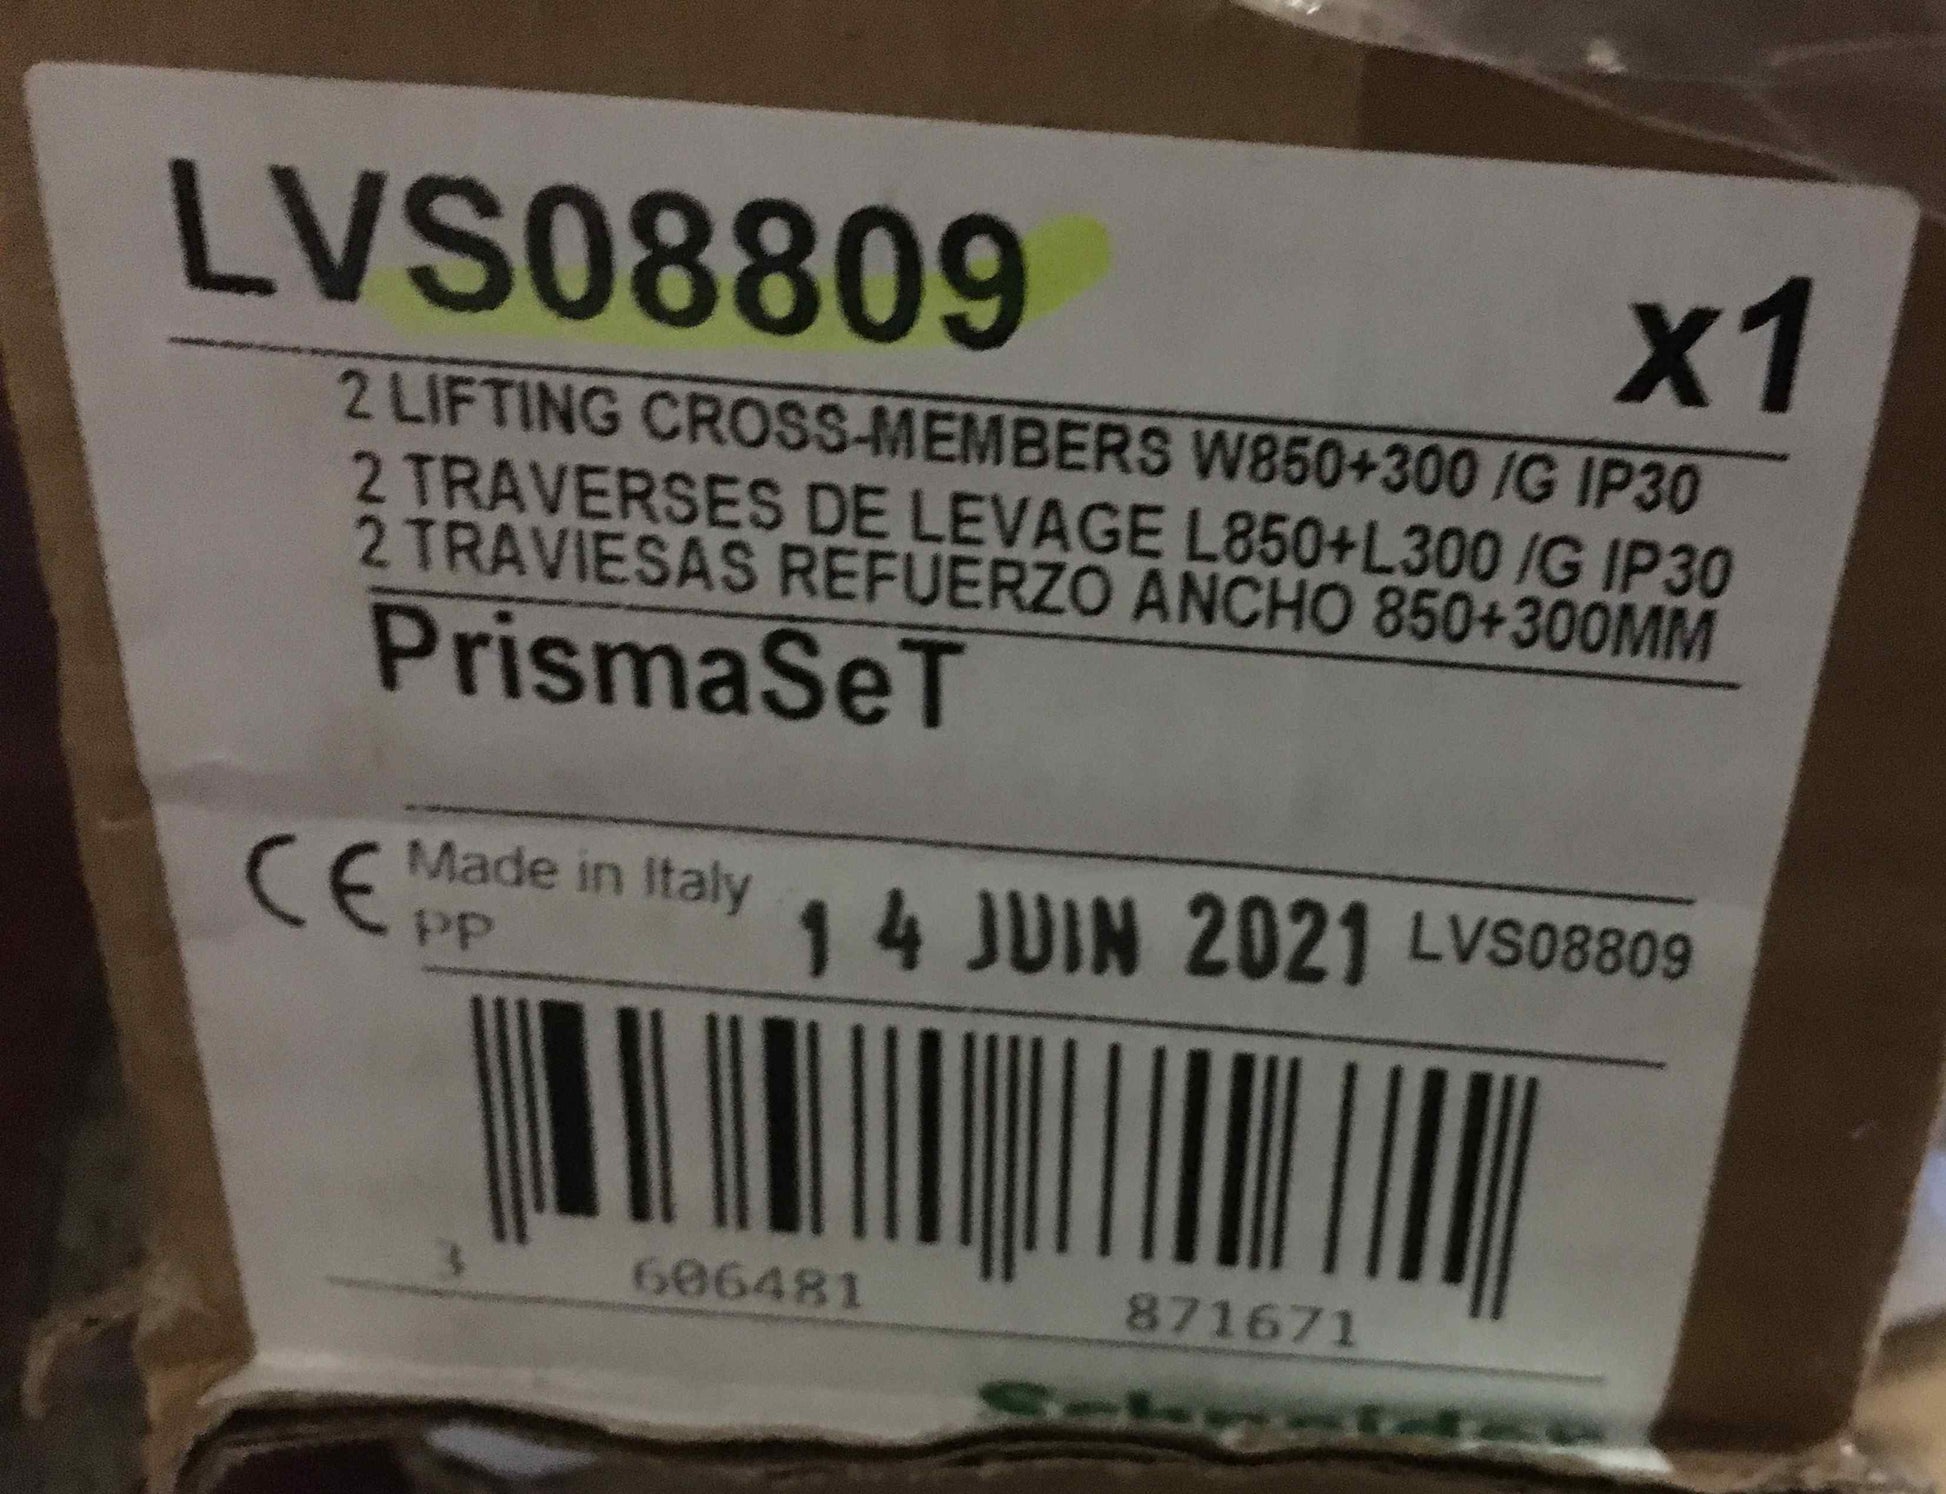 LVS08809
x1
2 LIFTING CROSS-MEMBERS W850+300 /G IP30
2 TRAVERSES DE LEVAGE L850+L300 /G IP30
2 TRAVIESAS REFUERZO ANCHO 850+300MM
PrismaSeT
CE Made in Italy
PP
14 JUIN 2021 LVS08809
3 606481 871671
Schneider